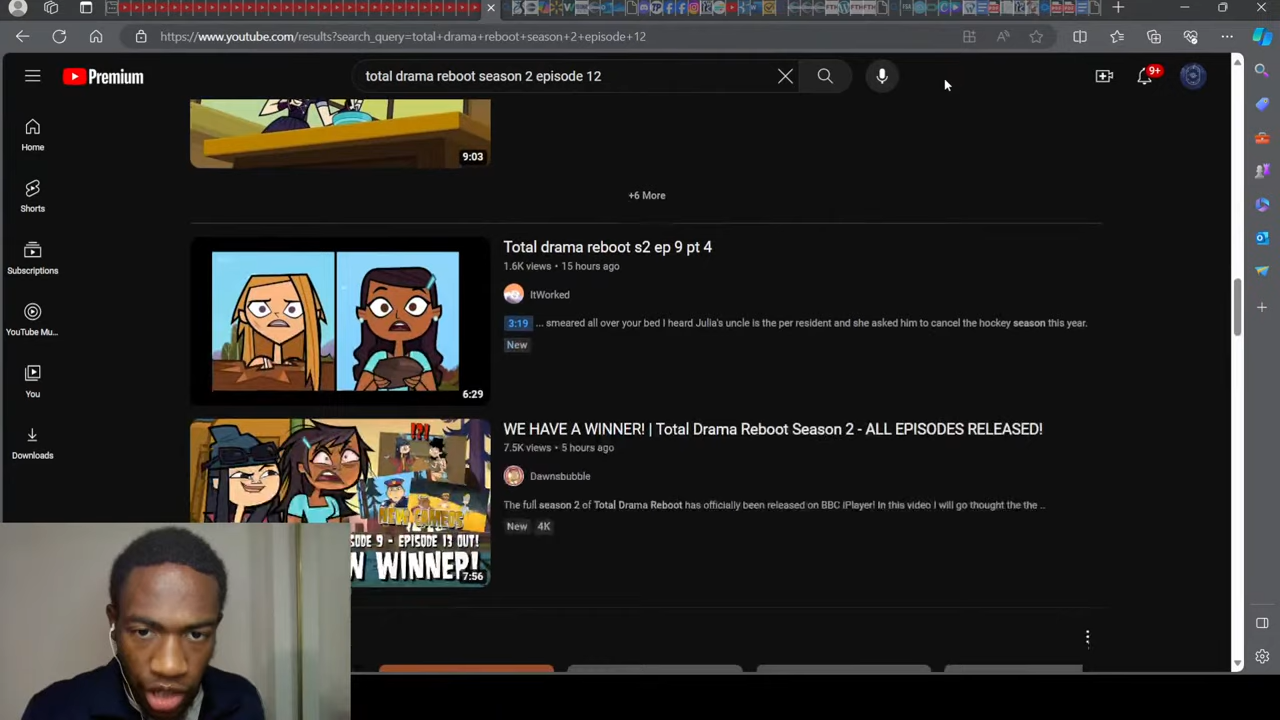 https://www.youtube.com/results?search_query=total+drama+reboot+season+2+episode+12
Premium
total drama reboot season 2 episode 12
9+
Home
Shorts
Subscriptions
YouTube Mu...
You
Downloads
9:03
+6 More
Total drama reboot s2 ep 9 pt 4
1.6K views • 15 hours ago
ItWorked
3:19 ... smeared all over your bed I heard Julia's uncle is the per resident and she asked him to cancel the hockey season this year.
New
6:29
WE HAVE A WINNER! | Total Drama Reboot Season 2 - ALL EPISODES RELEASED!
7.5K views • 5 hours ago
Dawnsbubble
The full season 2 of Total Drama Reboot has officially been released on BBC iPlayer! In this video I will go thought the the ...
New 4K
!?!
NEW CAMEOS
SODE 9 - EPISODE 13 OUT!
WINNER!
7:56